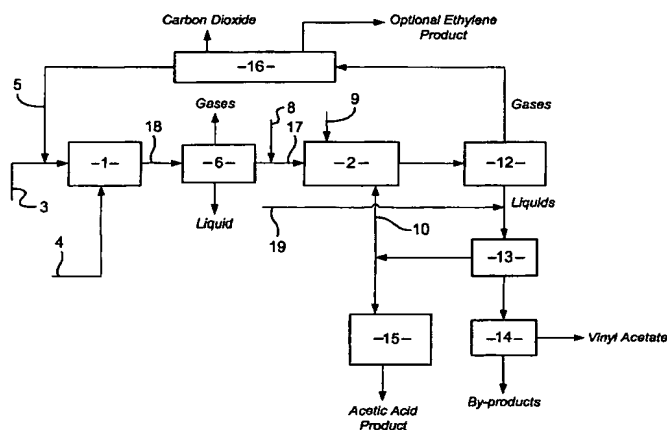 Carbon Dioxide
Optional Ethylene
Product
–16–
5
Gases
8
9
Gases
18
17
–1–
–6–
–2–
–12–
3
Liquid
Liquids
19
10
4
–13–
–15–
–14–
Vinyl Acetate
Acetic Acid
Product
By-products